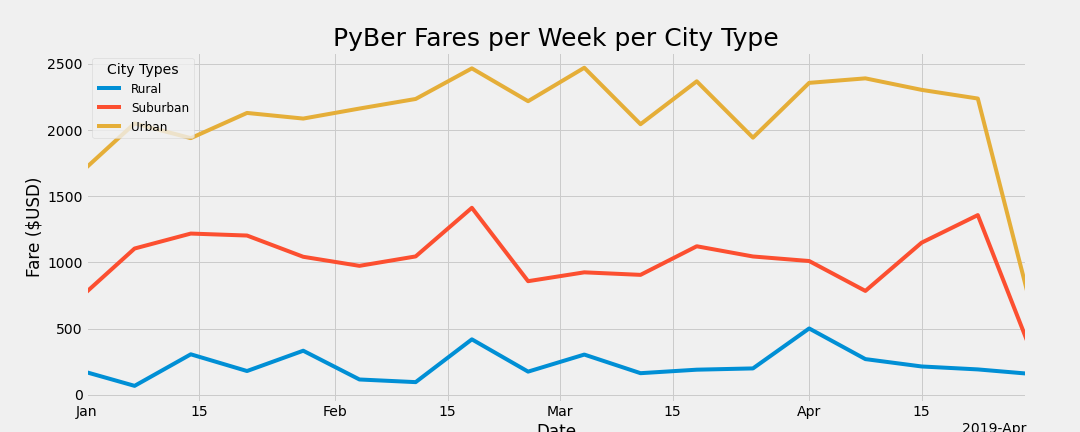 PyBer Fares per Week per City Type
City Types
Rural
Suburban
Urban
Fare ($USD)
2500
2000
1500
1000
500
0
Jan 15 Feb 15 Mar 15 Apr 15
2019-Apr
Date